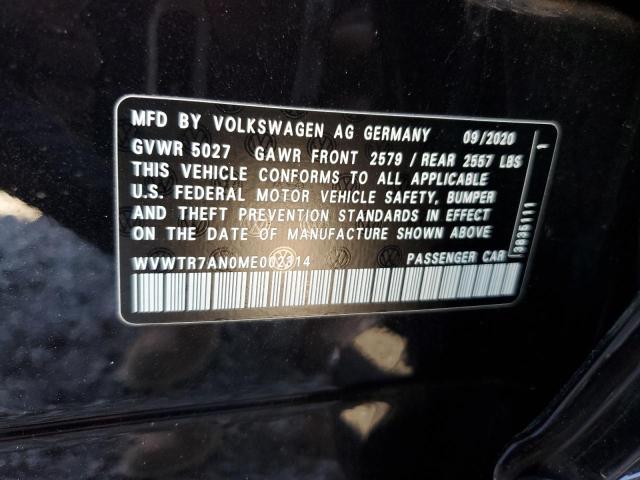 MFD BY VOLKSWAGEN AG GERMANY 09/2020
GVWR 5027 GAWR FRONT 2579 / REAR 2557 LBS
THIS VEHICLE CONFORMS TO ALL APPLICABLE
U.S. FEDERAL MOTOR VEHICLE SAFETY, BUMPER
AND THEFT PREVENTION STANDARDS IN EFFECT
ON THE DATE OF MANUFACTURE SHOWN ABOVE.
WVWTR7AN0ME002314 PASSENGER CAR